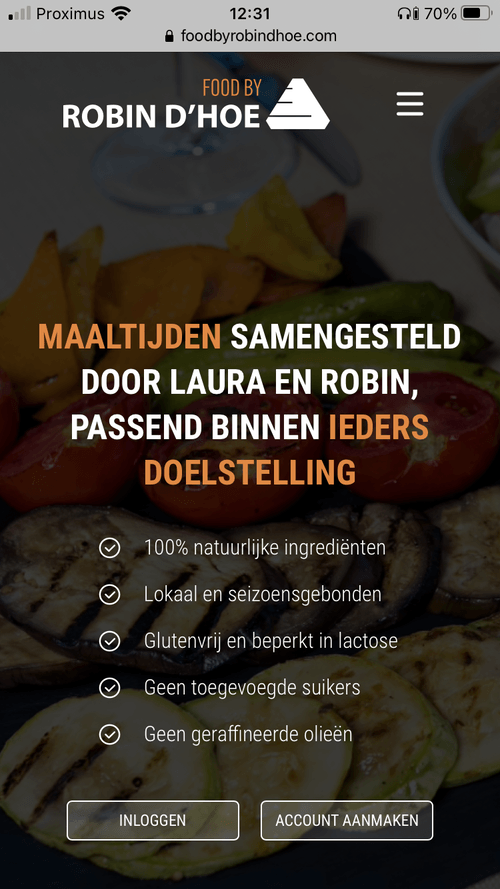 Proximus 12:31 70%
foodbyrobindhoe.com
FOOD BY
ROBIN D'HOE
MAALTIJDEN SAMENGESTELD
DOOR LAURA EN ROBIN,
PASSEND BINNEN IEDERS
DOELSTELLING
100% natuurlijke ingrediënten
Lokaal en seizoensgebonden
Glutenvrij en beperkt in lactose
Geen toegevoegde suikers
Geen geraffineerde olieën
INLOGGEN ACCOUNT AANMAKEN